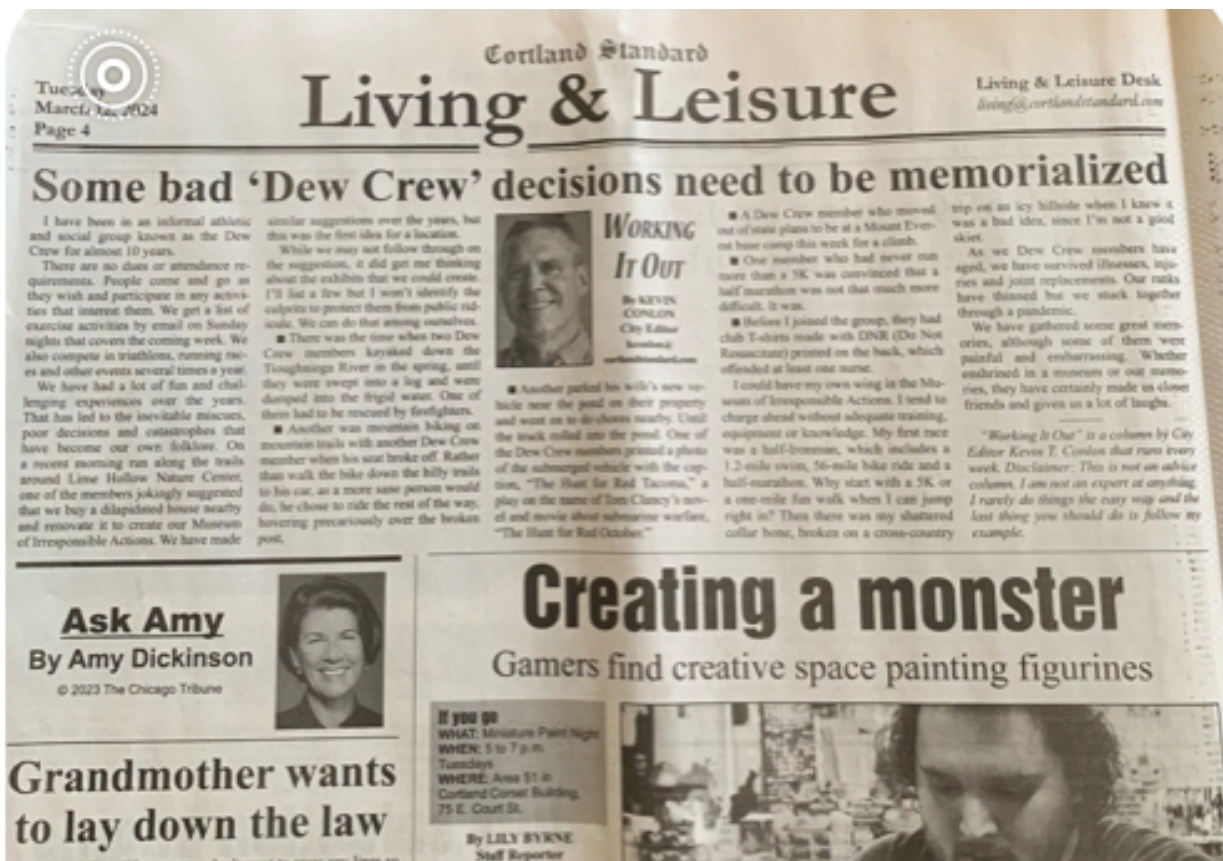 Cortland Standard
Tuesday
March 12, 2024
Page 4
Living & Leisure
Living & Leisure Desk
living@cortlandstandard.com
Some bad ‘Dew Crew’ decisions need to be memorialized
I have been in an informal athletic
and social group known as the Dew
Crew for almost 10 years.
There are no dues or attendance re-
quirements. People come and go as
they wish and participate in any activi-
ties that interest them. We get a list of
exercise activities by email on Sunday
nights that covers the coming week. We
also compete in triathlons, running rac-
es and other events several times a year.
We have had a lot of fun and chal-
lenging experiences over the years.
That has led to the inevitable miscues,
poor decisions and catastrophes that
have become our own folklore. On
a recent morning run along the trails
around Lime Hollow Nature Center,
one of the members jokingly suggested
that we buy a dilapidated house nearby
and renovate it to create our Museum
of Irresponsible Actions. We have made
similar suggestions over the years, but
this was the first idea for a location.
While we may not follow through on
the suggestion, it did get me thinking
about the exhibits that we could create.
I’ll list a few but I won’t identify the
culprits to protect them from public rid-
icule. We can do that among ourselves.
■ There was the time when two Dew
Crew members kayaked down the
Tioughnioga River in the spring, until
they were swept into a log and were
dumped into the frigid water. One of
them had to be rescued by firefighters.
■ Another was mountain biking on
mountain trails with another Dew Crew
member when his seat broke off. Rather
than walk the bike down the hilly trails
to his car, as a more sane person would
do, he chose to ride the rest of the way,
hovering precariously over the broken
post.
WORKING
IT OUT
By KEVIN
CONLON
City Editor
cortlandstandard.com
■ Another parked his wife’s new ve-
hicle near the pond on their property
and went on to do chores nearby. Until
the truck rolled into the pond. One of
the Dew Crew members printed a photo
of the submerged vehicle with the cap-
tion, “The Hunt for Red Tacoma,” a
play on the name of Tom Clancy’s nov-
el and movie about submarine warfare,
“The Hunt for Red October.”
■ A Dew Crew member who moved
out of state plans to be at a Mount Ever-
est base camp this week for a climb.
■ One member who had never run
more than a 5K was convinced that a
half marathon was not that much more
difficult. It was.
■ Before I joined the group, they had
club T-shirts made with DNR (Do Not
Resuscitate) printed on the back, which
offended at least one nurse.
I could have my own wing in the Mu-
seum of Irresponsible Actions. I tend to
charge ahead without adequate training,
equipment or knowledge. My first race
was a half-Ironman, which includes a
1.2-mile swim, 56-mile bike ride and a
half-marathon. Why start with a 5K or
a one-mile fun walk when I can jump
right in? Then there was my shattered
collar bone, broken on a cross-country
trip on an icy hillside when I knew it
was a bad idea, since I’m not a good
skier.
As we Dew Crew members have
aged, we have survived illnesses, inju-
ries and joint replacements. Our ranks
have thinned but we stuck together
through a pandemic.
We have gathered some great mem-
ories, although some of them were
painful and embarrassing. Whether
enshrined in a museum or our memo-
ries, they have certainly made us closer
friends and given us a lot of laughs.
“Working It Out” is a column by City
Editor Kevin T. Conlon that runs every
week. Disclaimer: This is not an advice
column. I am not an expert at anything.
I rarely do things the easy way and the
last thing you should do is follow my
example.
Ask Amy
By Amy Dickinson
© 2023 The Chicago Tribune
Grandmother wants
to lay down the law
Creating a monster
Gamers find creative space painting figurines
If you go
WHAT: Miniature Paint Night
WHEN: 5 to 7 p.m.
Tuesdays
WHERE: Area 51 in
Cortland Corset Building,
75 E. Court St.
By LILY BYRNE
Staff Reporter